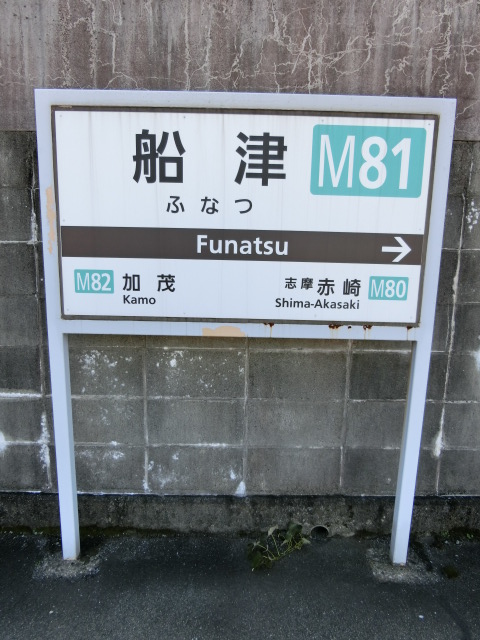 船津 M81
ふなつ
Funatsu →
M82 加茂 志摩赤崎 M80
Kamo Shima-Akasaki